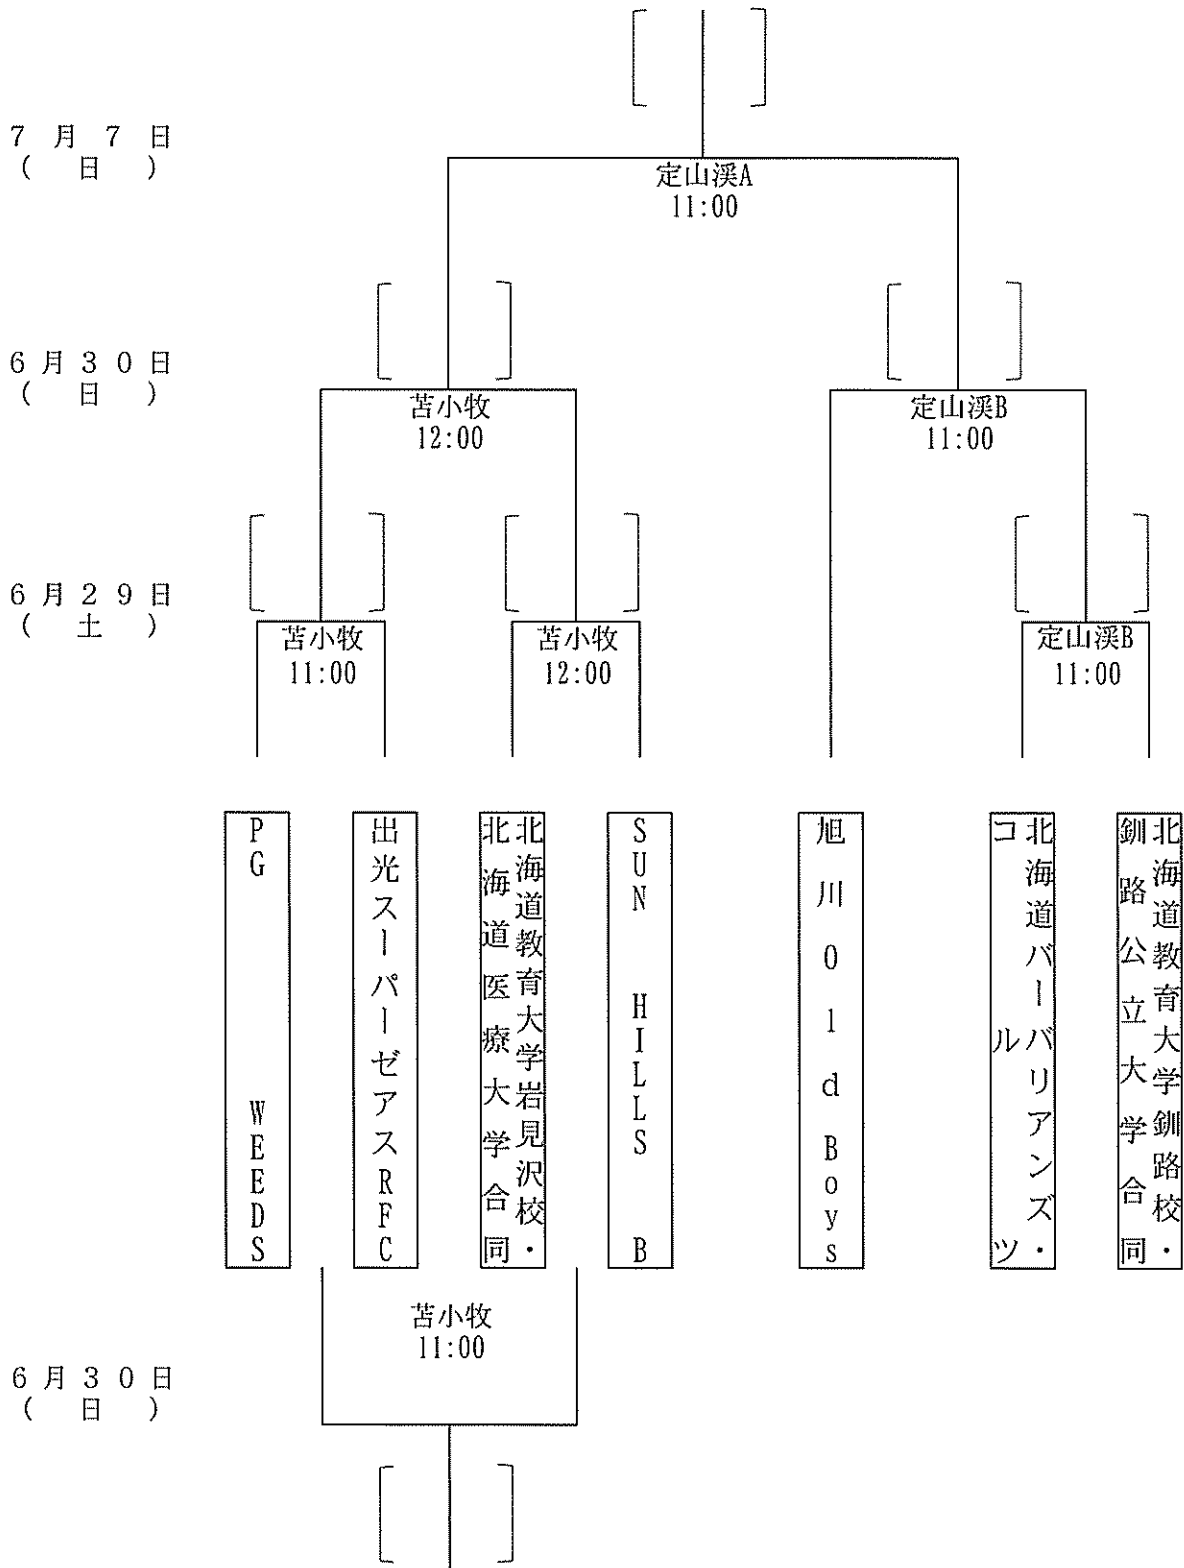 ７月７日
（日）
定山渓A
11:00
６月３０日
（日）
苫小牧
12:00
定山渓B
11:00
６月２９日
（土）
苫小牧
11:00
苫小牧
12:00
定山渓B
11:00
PG WEEDS
出光スーパーゼアスRFC
北海道教育大学岩見沢校・
北海道医療大学合同
SUN HILLS B
旭川Old Boys
北海道バーバリアンズ・
コルツ
北海道教育大学釧路校・
釧路公立大学合同
苫小牧
11:00
６月３０日
（日）